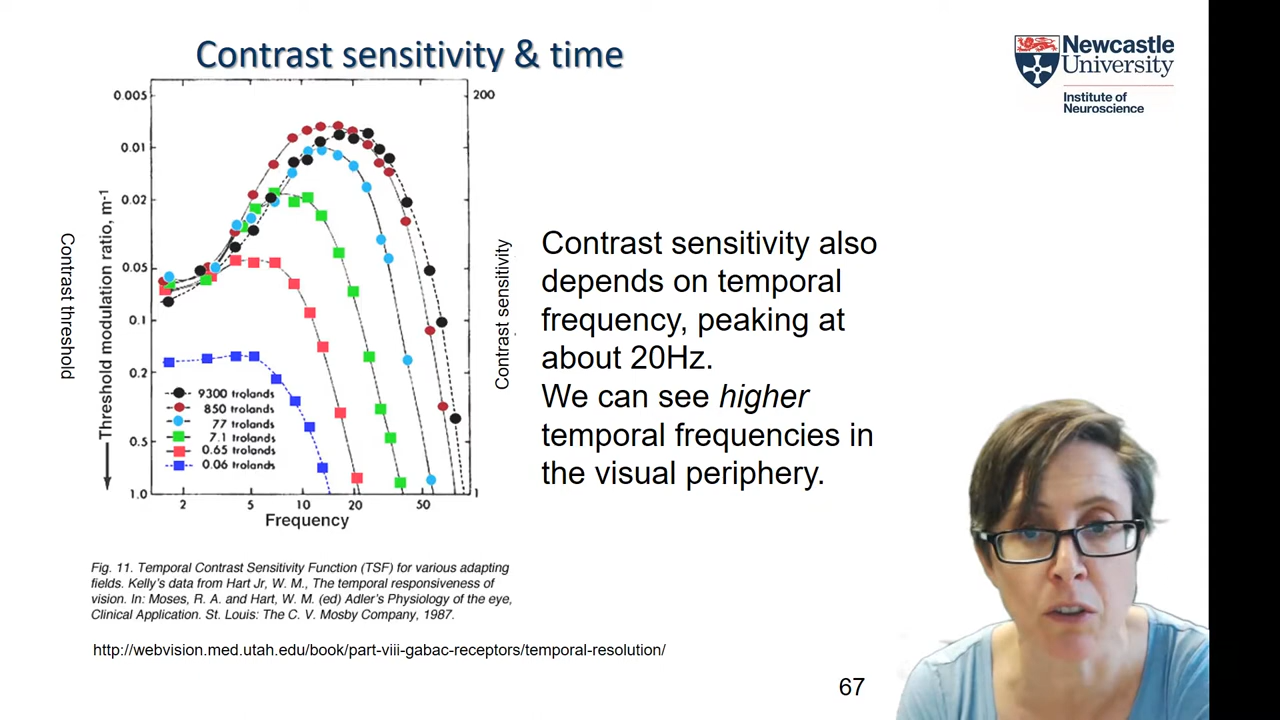 Contrast sensitivity & time
Newcastle
University
Institute of
Neuroscience
0.005
0.01
0.02
0.05
0.1
0.2
0.5
1.0
200
1
Contrast threshold
Threshold modulation ratio, m-1
Contrast sensitivity
9300 trolands
850 trolands
77 trolands
7.1 trolands
0.65 trolands
0.06 trolands
2 5 10 20 50
Frequency
Contrast sensitivity also
depends on temporal
frequency, peaking at
about 20Hz.
We can see higher
temporal frequencies in
the visual periphery.
Fig. 11. Temporal Contrast Sensitivity Function (TSF) for various adapting
fields. Kelly's data from Hart Jr, W. M., The temporal responsiveness of
vision. In: Moses, R. A. and Hart, W. M. (ed) Adler's Physiology of the eye,
Clinical Application. St. Louis: The C. V. Mosby Company, 1987.
http://webvision.med.utah.edu/book/part-viii-gabac-receptors/temporal-resolution/
67